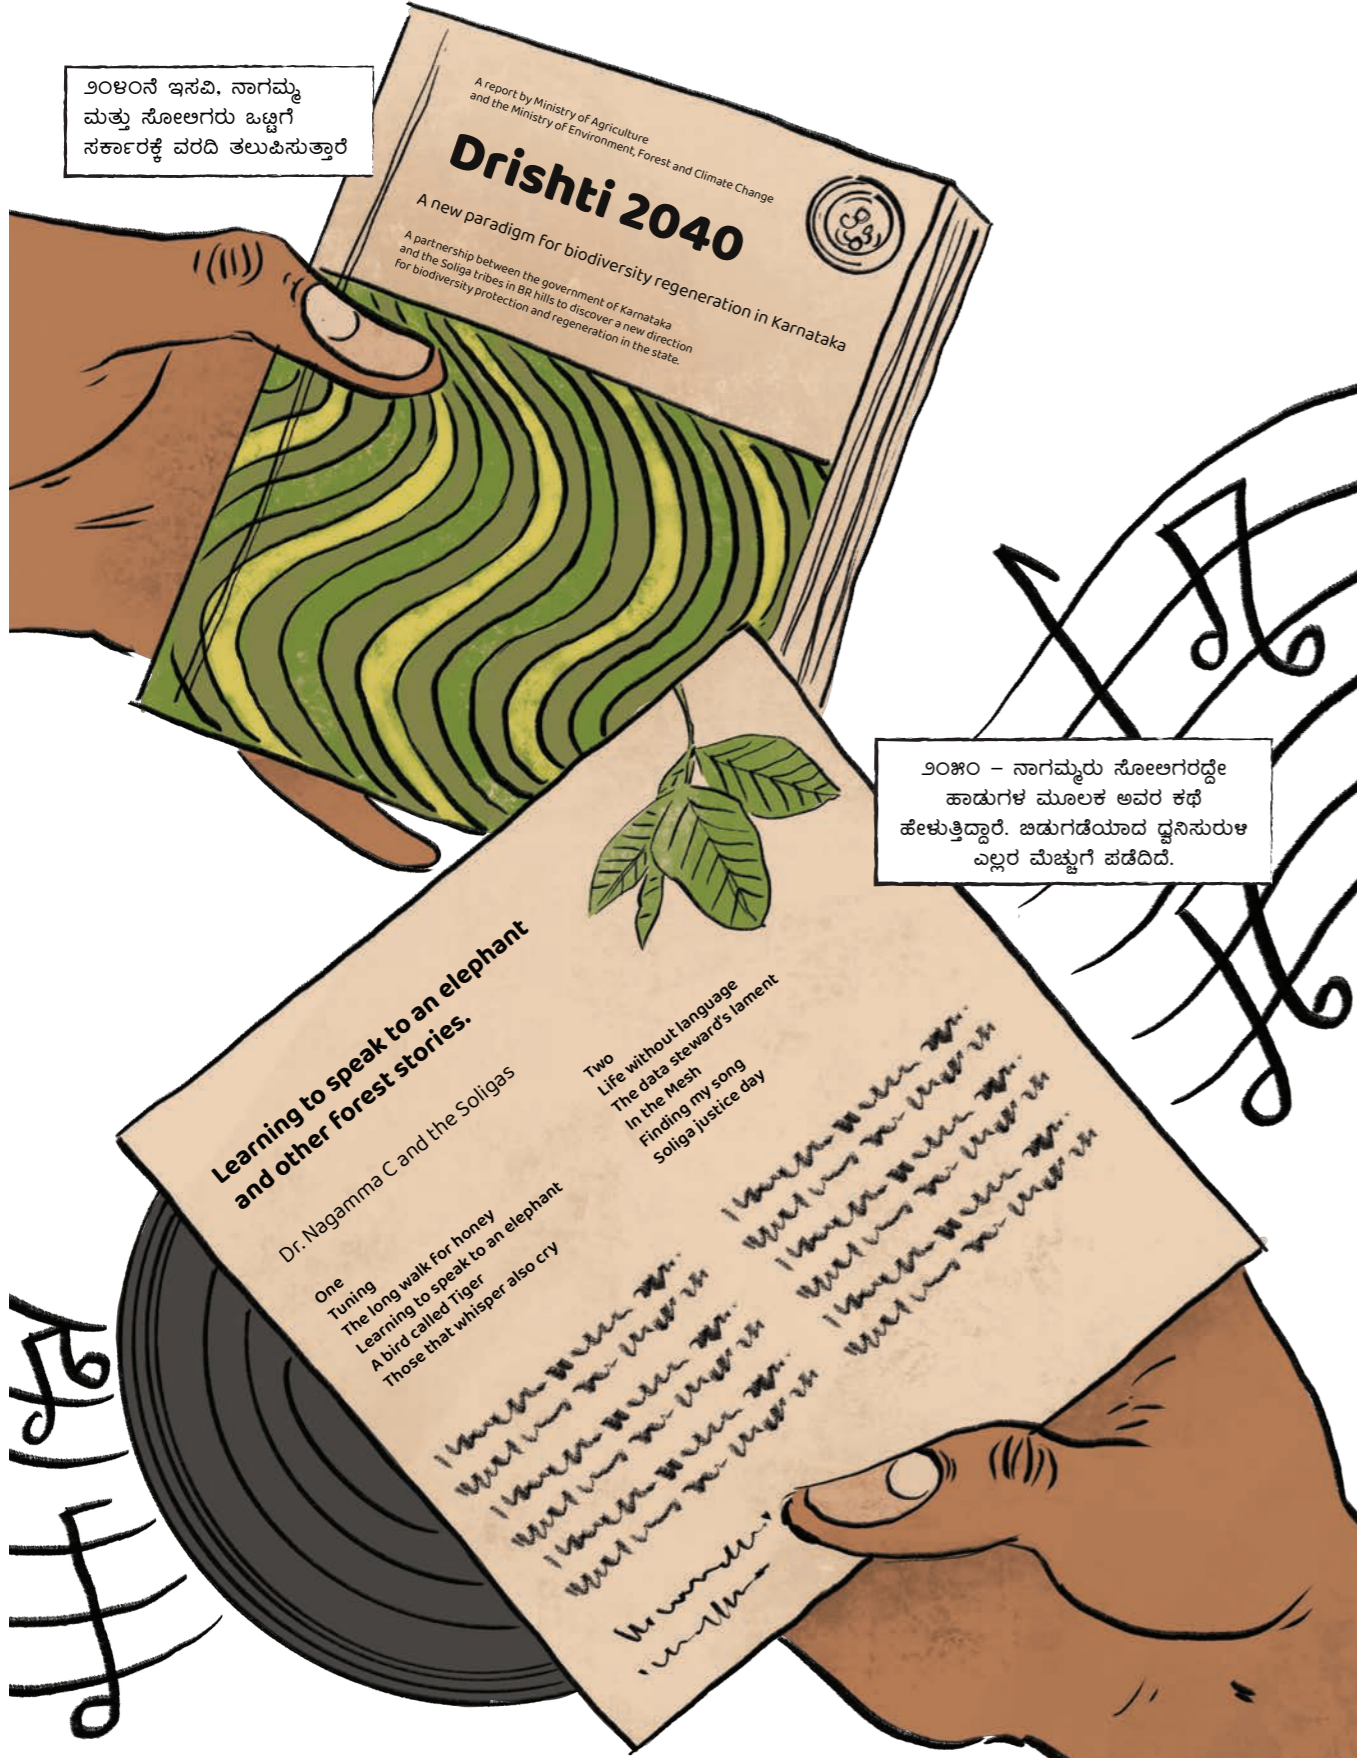 ೨೦೪೦ನೆ ಇಸವಿ, ನಾಗಮ್ಮ
ಮತ್ತು ಸೋಲಿಗರು ಒಟ್ಟಿಗೆ
ಸರ್ಕಾರಕ್ಕೆ ವರದಿ ತಲುಪಿಸುತ್ತಾರೆ
A report by Ministry of Agriculture
and the Ministry of Environment, Forest and Climate Change
Drishti 2040
A new paradigm for biodiversity regeneration in Karnataka
A partnership between the government of Karnataka
and the Soliga tribes in BR hills to discover a new direction
for biodiversity protection and regeneration in the state.
೨೦೫೦ – ನಾಗಮ್ಮರು ಸೋಲಿಗರದ್ದೇ
ಹಾಡುಗಳ ಮೂಲಕ ಅವರ ಕಥೆ
ಹೇಳುತ್ತಿದ್ದಾರೆ. ಬಿಡುಗಡೆಯಾದ ಧ್ವನಿಸುರುಳಿ
ಎಲ್ಲರ ಮೆಚ್ಚುಗೆ ಪಡೆದಿದೆ.
Learning to speak to an elephant
and other forest stories.
Dr. Nagamma C and the Soligas
One
Tuning
The long walk for honey
Learning to speak to an elephant
A bird called Tiger
Those that whisper also cry
Two
Life without language
The data steward's lament
In the Mesh
Finding my song
Soliga justice day